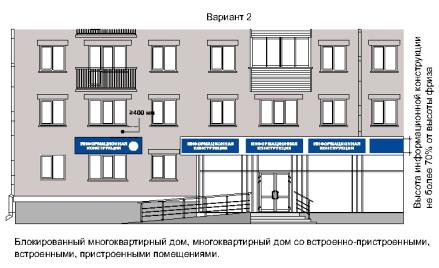 Вариант 2
≥400 мм
ИНФОРМАЦИОННАЯ
КОНСТРУКЦИЯ
ИНФОРМАЦИОННАЯ
КОНСТРУКЦИЯ
ИНФОРМАЦИОННАЯ
КОНСТРУКЦИЯ
ИНФОРМАЦИОННАЯ
КОНСТРУКЦИЯ
Высота информационной конструкции
не более 70% от высоты фриза
Блокированный многоквартирный дом, многоквартирный дом со встроенно-пристроенными,
встроенными, пристроенными помещениями.